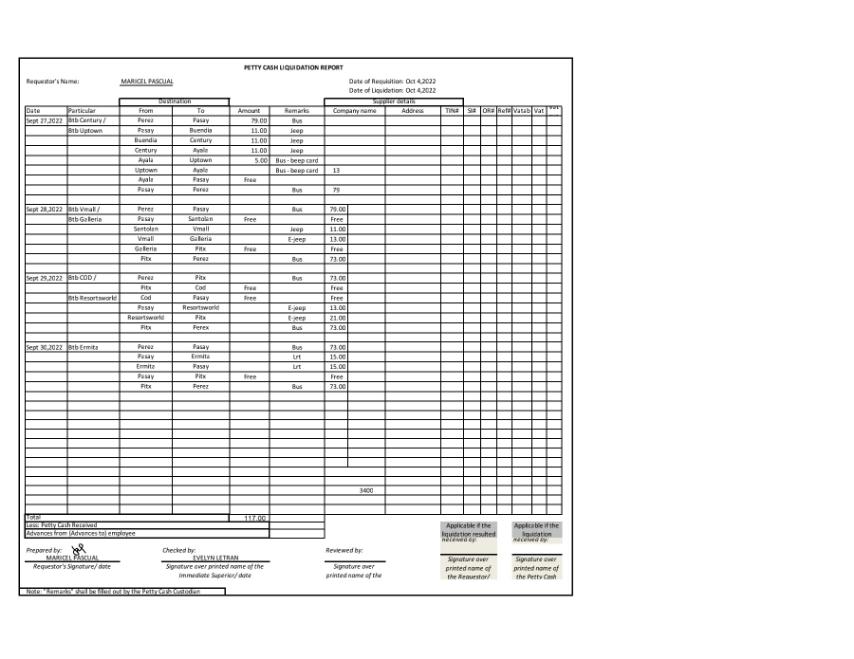 PETTY CASH LIQUIDATION REPORT
Requestor's Name: MARICEL PASCUAL Date of Requisition: Oct 4,2022
Date of Liquidation: Oct 4,2022
Destination Supplier details
Date Particular From To Amount Remarks Company name Address TIN# SI# OR# Ref# Vatab Vat
Sept 27,2022 Btb Century / Perez Pasay 79.00 Bus
Btb Uptown Pasay Buendia 11.00 Jeep
Buendia Century 11.00 Jeep
Century Ayala 11.00 Jeep
Ayala Uptown 5.00 Bus - beep card
Uptown Ayala Bus - beep card 13
Ayala Pasay Free
Pasay Perez Bus 79
Sept 28,2022 Btb Vmall / Perez Pasay Bus 79.00
Btb Galleria Pasay Santolan Free Free
Santolan Vmall Jeep 11.00
Vmall Galleria E-jeep 13.00
Galleria Pitx Free Free
Pitx Perez Bus 73.00
Sept 29,2022 Btb COD / Perez Pitx Bus 73.00
Pitx Cod Free Free
Btb Resortsworld Cod Pasay Free Free
Pasay Resortsworld E-jeep 13.00
Resortsworld Pitx E-jeep 21.00
Pitx Perex Bus 73.00
Sept 30,2022 Btb Ermita Perez Pasay Bus 73.00
Pasay Ermita Lrt 15.00
Ermita Pasay Lrt 15.00
Pasay Pitx Free Free
Pitx Perez Bus 73.00
3400
Total 117.00
Less: Petty Cash Received
Advances from (Advances to) employee
Applicable if the liquidation resulted
Applicable if the liquidation
Prepared by: Checked by: Reviewed by: Received by: Received by:
MARICEL PASCUAL EVELYN LETRAN
Requestor's Signature/ date
Signature over printed name of the Immediate Superior/ date
Signature over printed name of the
Signature over printed name of the Requestor/
Signature over printed name of the Petty Cash
Note: "Remarks" shall be filled out by the Petty Cash Custodian